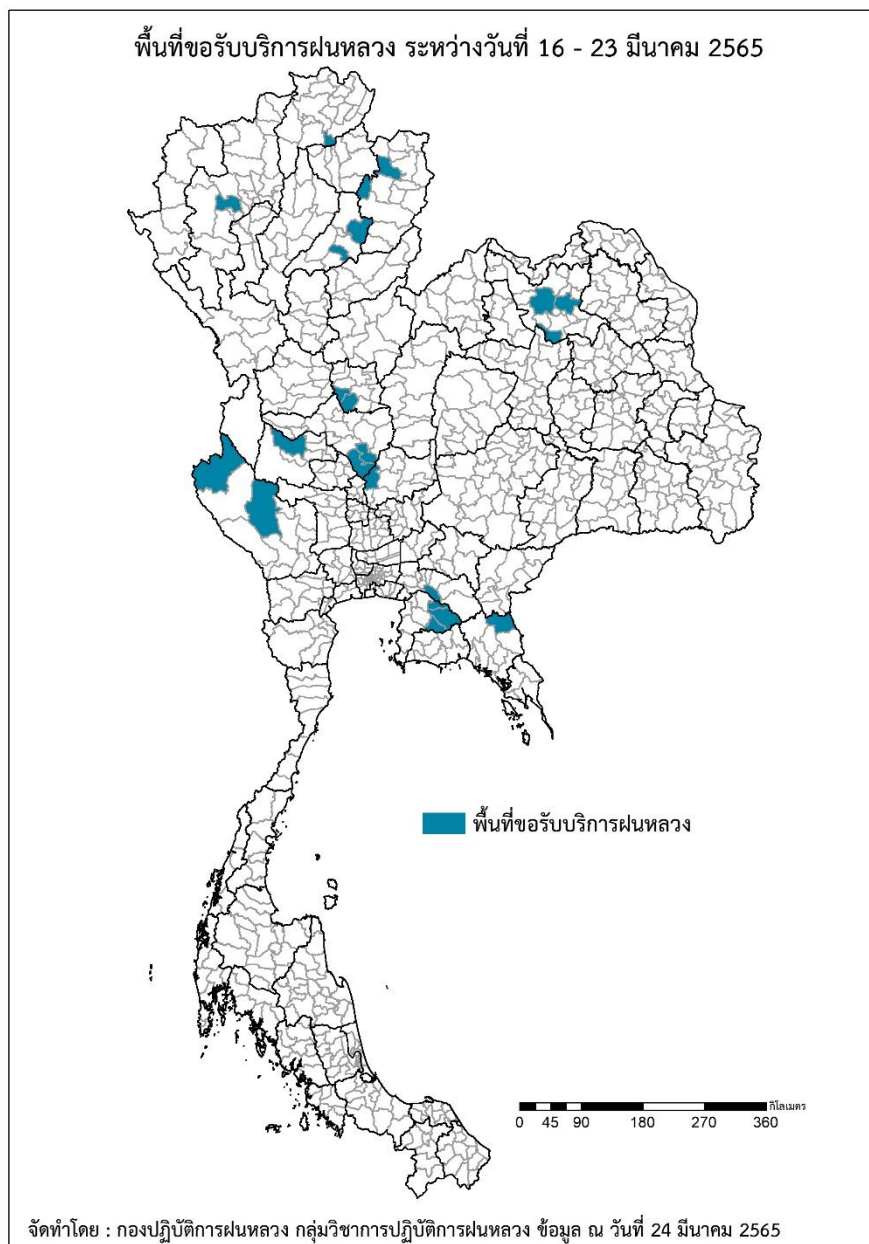 พื้นที่ขอรับบริการฝนหลวง ระหว่างวันที่ 16 - 23 มีนาคม 2565
พื้นที่ขอรับบริการฝนหลวง
กิโลเมตร
0 45 90 180 270 360
จัดทำโดย : กองปฏิบัติการฝนหลวง กลุ่มวิชาการปฏิบัติการฝนหลวง ข้อมูล ณ วันที่ 24 มีนาคม 2565